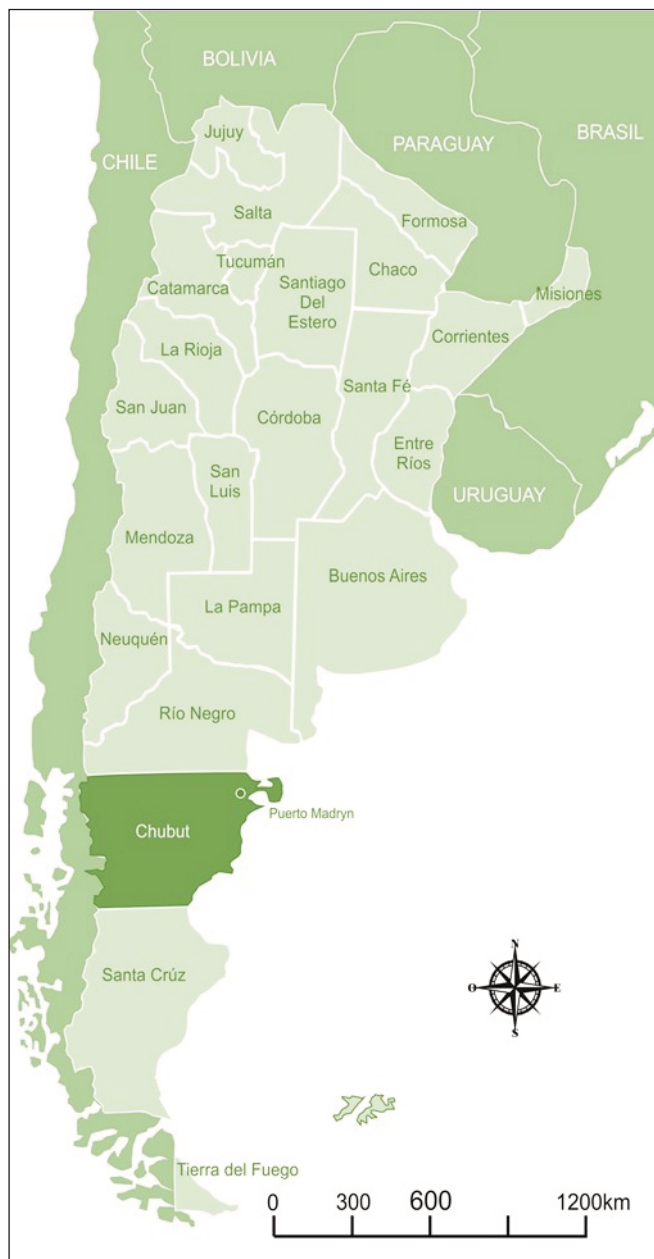 BOLIVIA
Jujuy
PARAGUAY
BRASIL
CHILE
Salta
Formosa
Tucumán
Chaco
Catamarca
Santiago
Del
Estero
Misiones
La Rioja
Corrientes
Santa Fé
San Juan
Córdoba
Entre
Ríos
San
Luis
URUGUAY
Mendoza
Buenos Aires
La Pampa
Neuquén
Río Negro
Puerto Madryn
Chubut
N
O
E
S
Santa Crúz
Tierra del Fuego
0 300 600 1200km